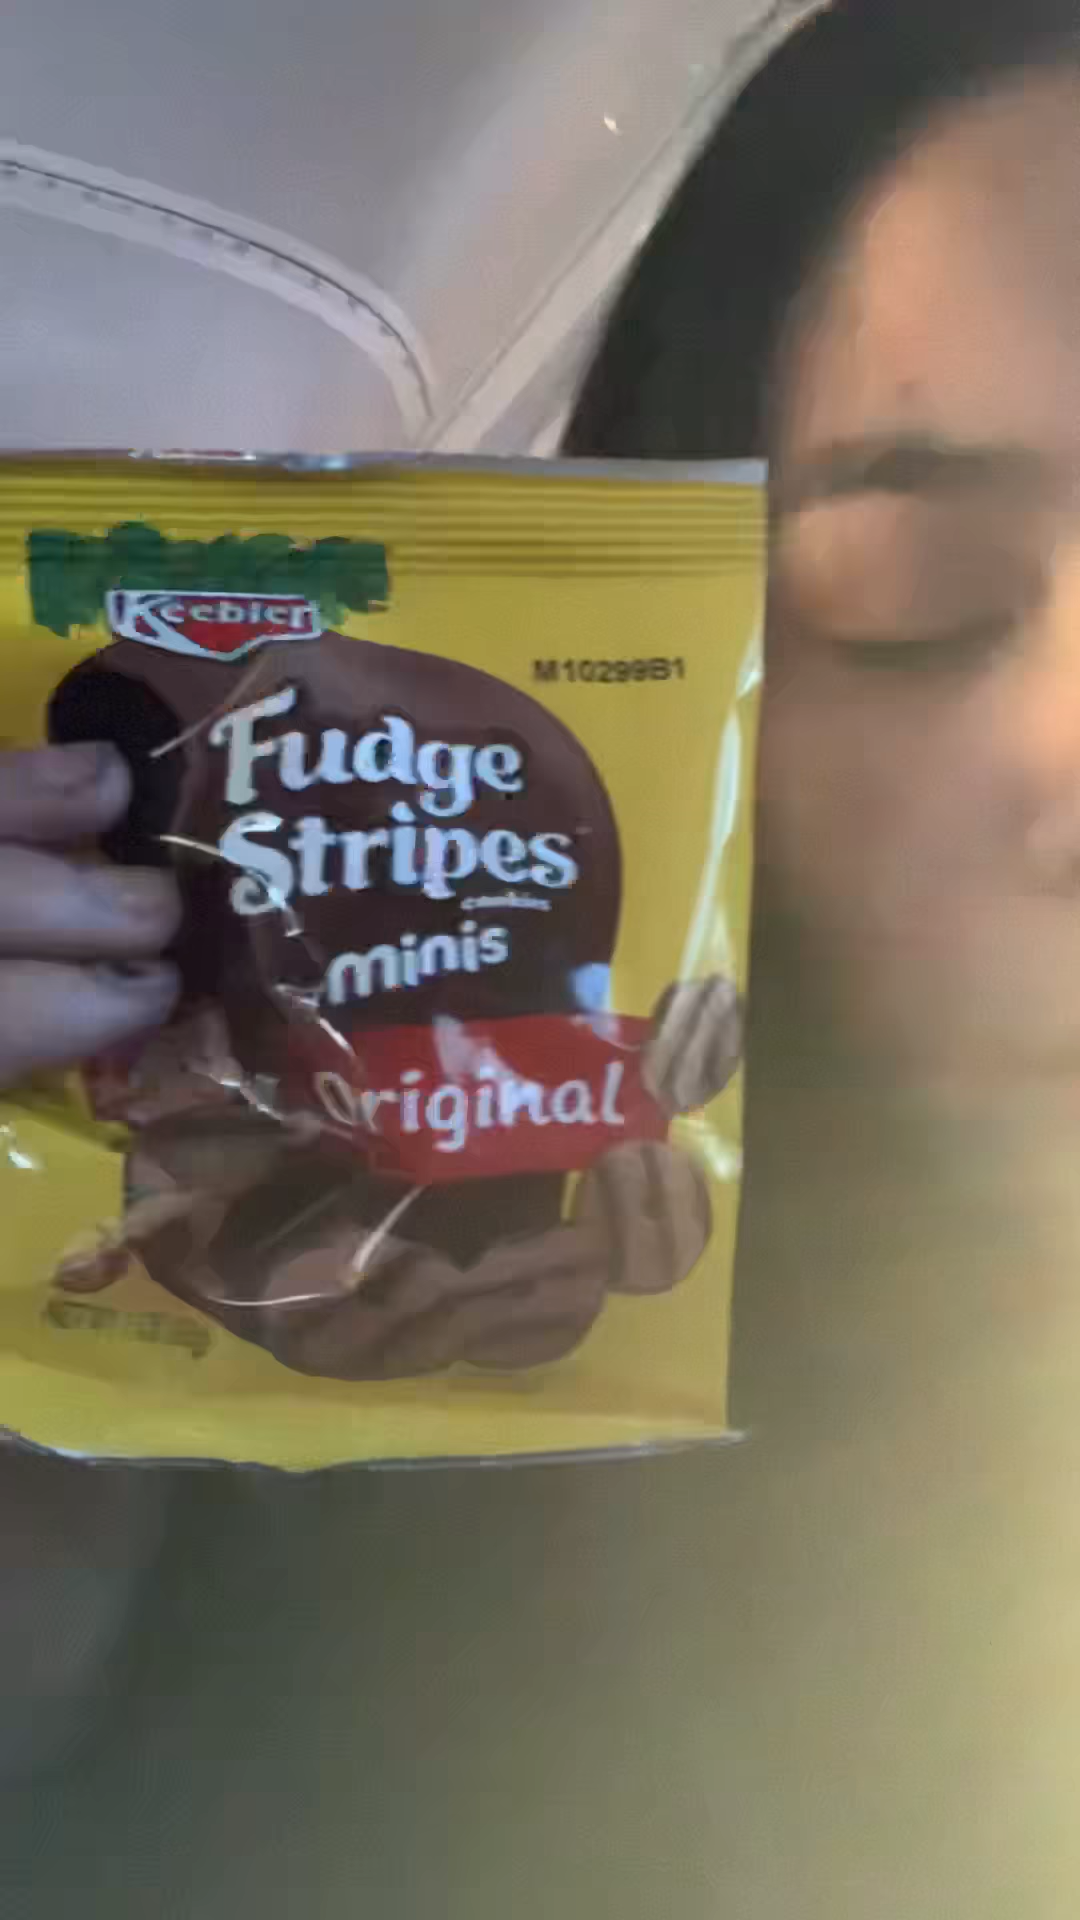 Keebler
M10299B1
Fudge
Stripes
cookies
minis
Original